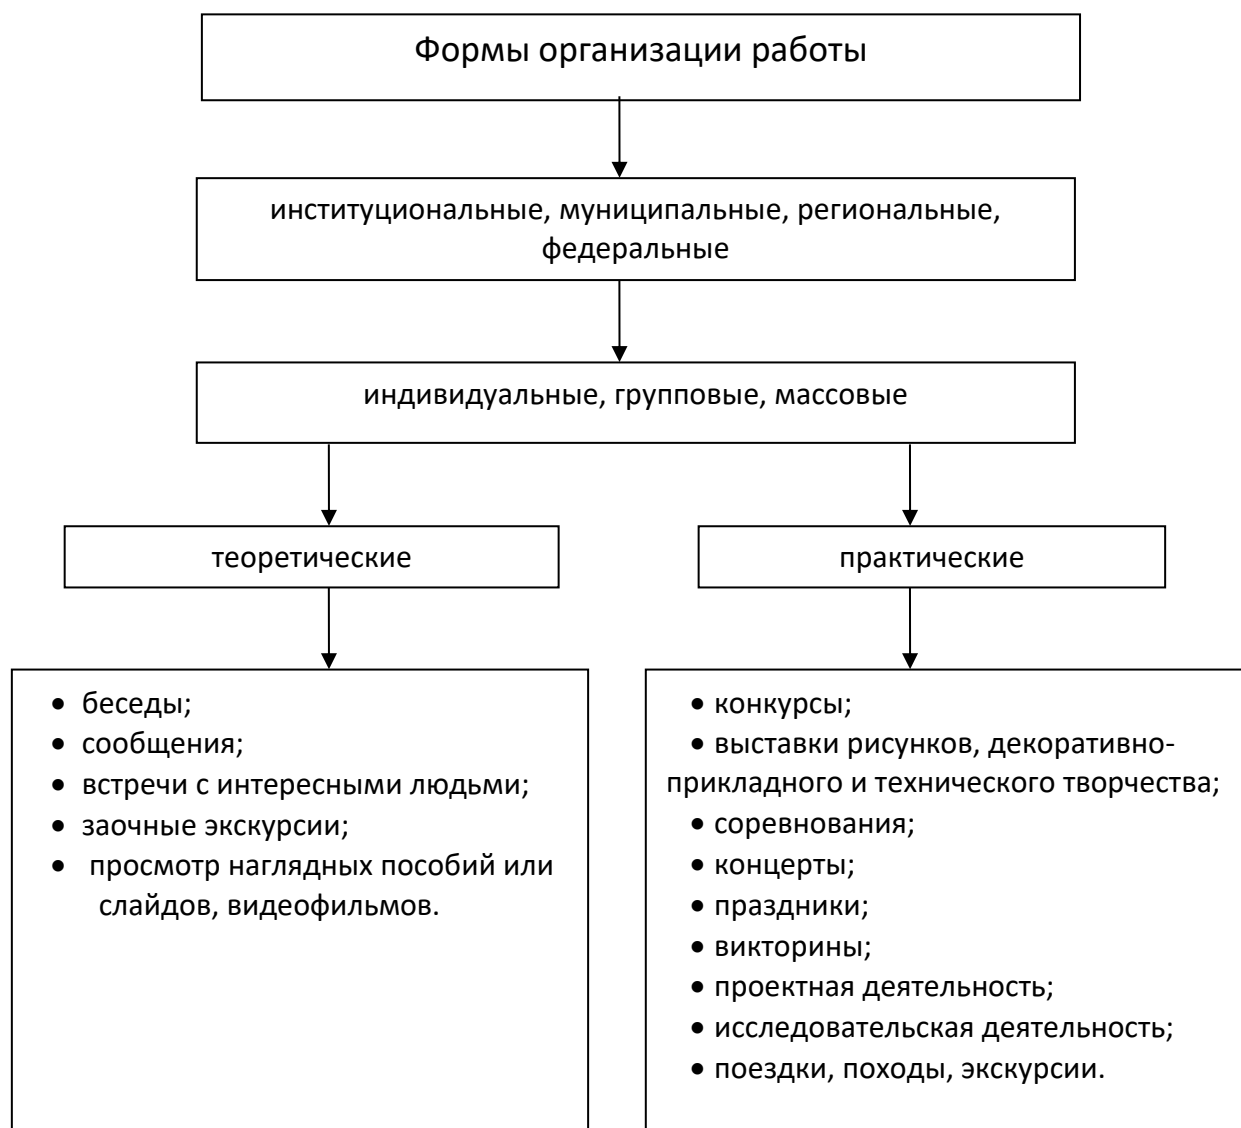 Формы организации работы
институциональные, муниципальные, региональные,
федеральные
индивидуальные, групповые, массовые
теоретические
практические
• беседы;
• сообщения;
• встречи с интересными людьми;
• заочные экскурсии;
• просмотр наглядных пособий или
слайдов, видеофильмов.
• конкурсы;
• выставки рисунков, декоративно-
прикладного и технического творчества;
• соревнования;
• концерты;
• праздники;
• викторины;
• проектная деятельность;
• исследовательская деятельность;
• поездки, походы, экскурсии.